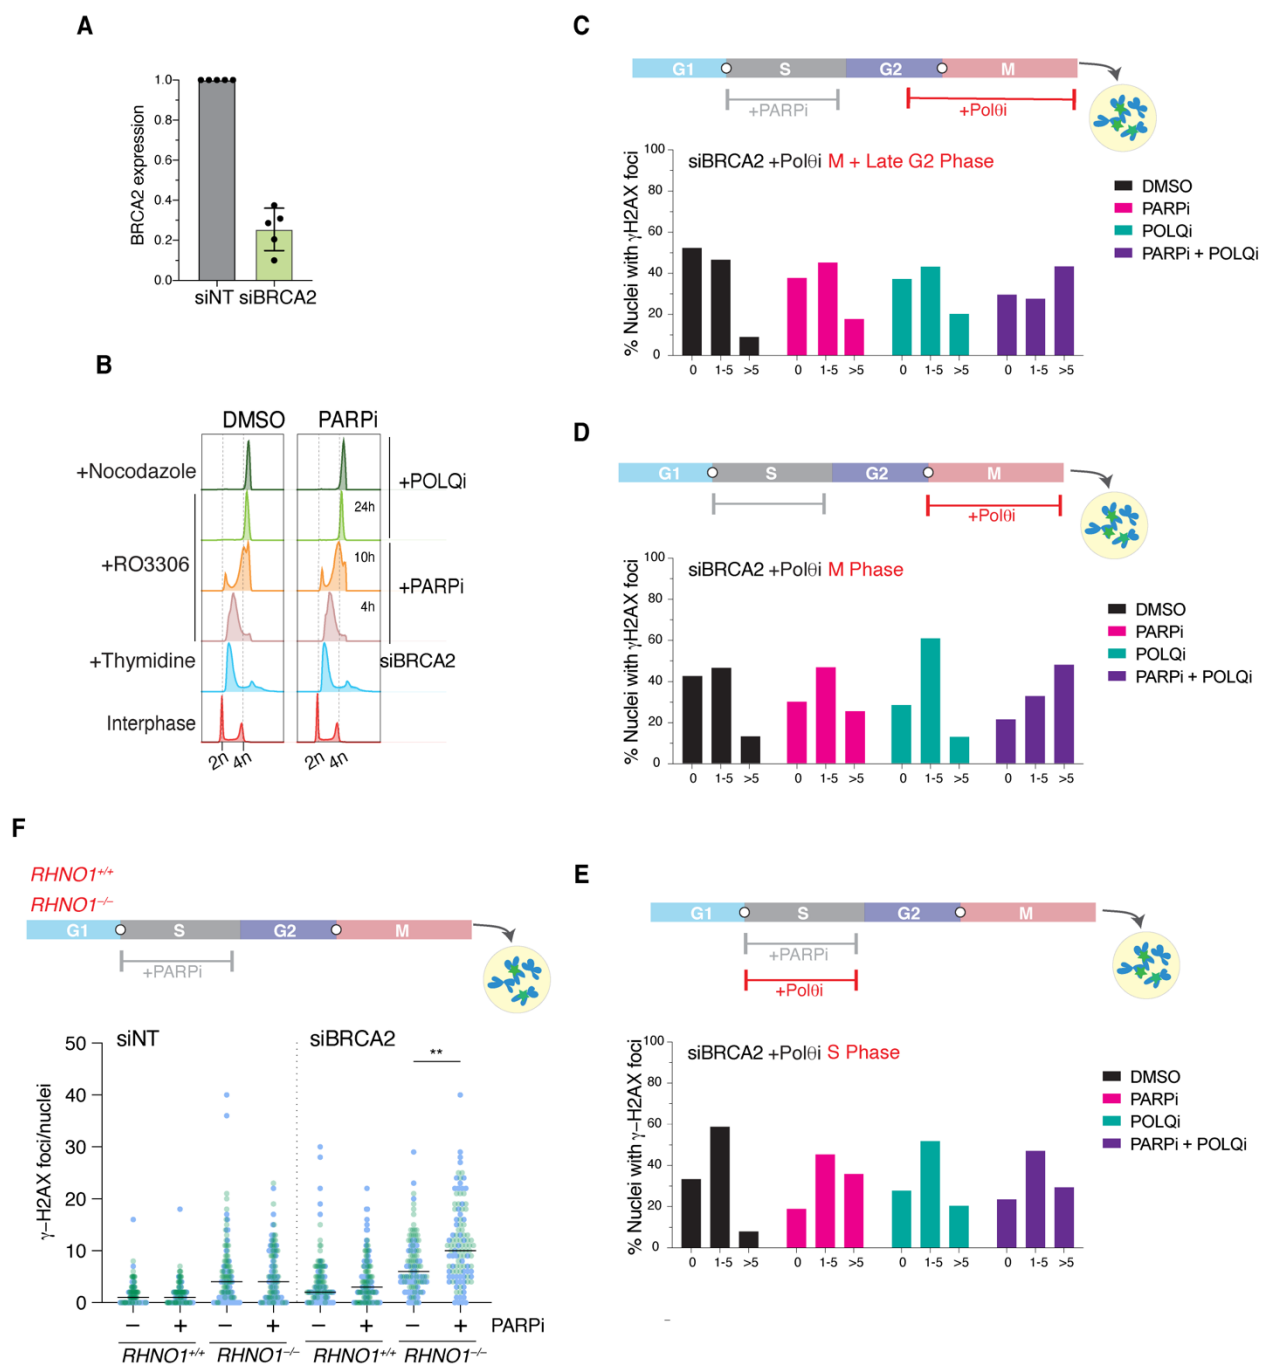 A
BRCA2 expression
1.0
0.8
0.6
0.4
0.2
0.0
siNT siBRCA2
B
DMSO PARPi
+Nocodazole
+POLQi
24h
+RO3306
10h
+PARPi
4h
+Thymidine
siBRCA2
Interphase
2n 4n 2n 4n
C
G1 S G2 M
+PARPi
+Polθi
siBRCA2 +Polθi M + Late G2 Phase
% Nuclei with γH2AX foci
100
80
60
40
20
0
0 1-5 >5 0 1-5 >5 0 1-5 >5 0 1-5 >5
DMSO
PARPi
POLQi
PARPi + POLQi
D
G1 S G2 M
+Polθi
siBRCA2 +Polθi M Phase
% Nuclei with γH2AX foci
100
80
60
40
20
0
0 1-5 >5 0 1-5 >5 0 1-5 >5 0 1-5 >5
DMSO
PARPi
POLQi
PARPi + POLQi
E
G1 S G2 M
+PARPi
+Polθi
siBRCA2 +Polθi S Phase
% Nuclei with γ–H2AX foci
100
80
60
40
20
0
0 1-5 >5 0 1-5 >5 0 1-5 >5 0 1-5 >5
DMSO
PARPi
POLQi
PARPi + POLQi
F
RHNO1+/+
RHNO1–/–
G1 S G2 M
+PARPi
siNT siBRCA2
**
γ–H2AX foci/nuclei
50
40
30
20
10
0
– + – + – + – + PARPi
RHNO1+/+ RHNO1–/– RHNO1+/+ RHNO1–/–